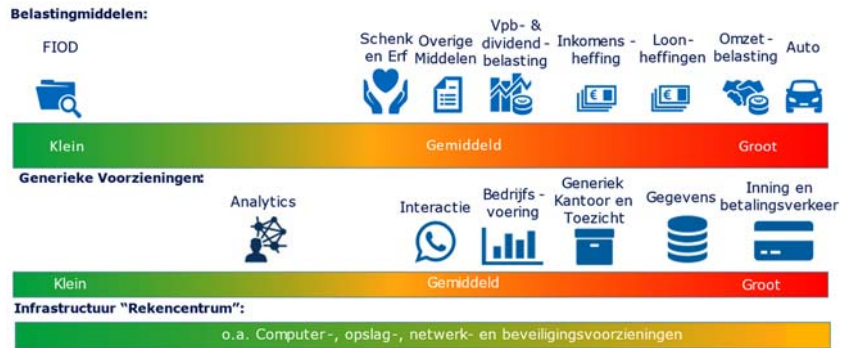 Belastingmiddelen:
FIOD
Schenk en Erf
Overige Middelen
Vpb- & dividend-belasting
Inkomens-heffing
Loon-heffingen
Omzet-belasting
Auto
Klein
Gemiddeld
Groot
Generieke Voorzieningen:
Analytics
Interactie
Bedrijfs-voering
Generiek Kantoor en Toezicht
Gegevens
Inning en betalingsverkeer
Klein
Gemiddeld
Groot
Infrastructuur "Rekencentrum":
o.a. Computer-, opslag-, netwerk- en beveiligingsvoorzieningen